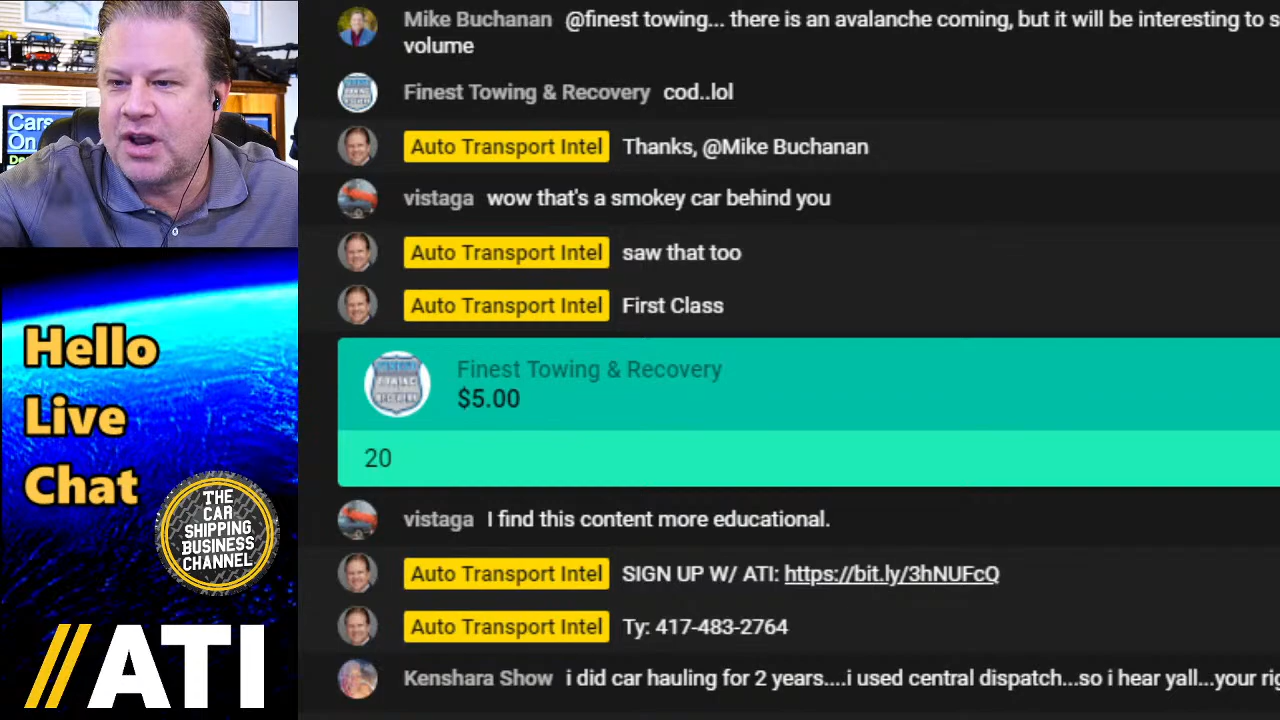 Mike Buchanan @finest towing... there is an avalanche coming, but it will be interesting to s
volume
Finest Towing & Recovery cod..lol
Auto Transport Intel Thanks, @Mike Buchanan
vistaga wow that's a smokey car behind you
Auto Transport Intel saw that too
Auto Transport Intel First Class
Finest Towing & Recovery
$5.00
20
vistaga I find this content more educational.
Auto Transport Intel SIGN UP W/ ATI: https://bit.ly/3hNUFcQ
Auto Transport Intel Ty: 417-483-2764
Kenshara Show i did car hauling for 2 years....i used central dispatch...so i hear yall...your rig
Cars
On
Hello
Live
Chat
THE
CAR
SHIPPING
BUSINESS
CHANNEL
//ATI